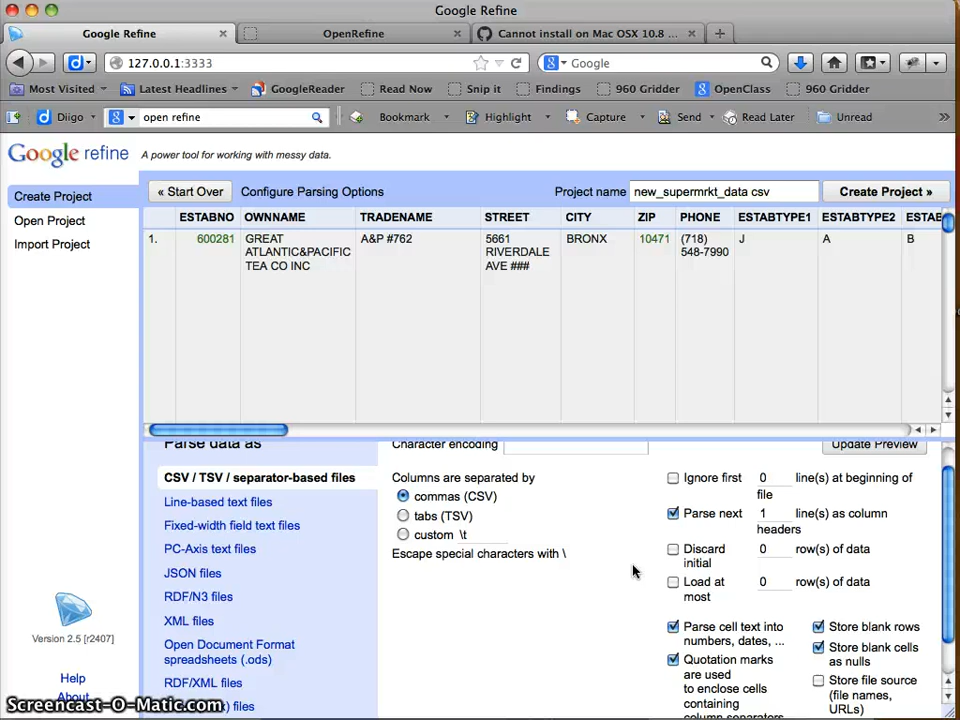 Google Refine
Google Refine
OpenRefine
Cannot install on Mac OSX 10.8 ...
127.0.0.1:3333
Google
Most Visited
Latest Headlines
GoogleReader
Read Now
Snip it
Findings
960 Gridder
OpenClass
960 Gridder
Diigo
open refine
Bookmark
Highlight
Capture
Send
Read Later
Unread
Google refine
A power tool for working with messy data.
Create Project
Open Project
Import Project
« Start Over
Configure Parsing Options
Project name
new_supermrkt_data csv
Create Project »
ESTABNO OWNNAME TRADENAME STREET CITY ZIP PHONE ESTABTYPE1 ESTABTYPE2 ESTAB
1. 600281 GREAT A&P #762 5661 BRONX 10471 (718) J A B
ATLANTIC&PACIFIC RIVERDALE 548-7990
TEA CO INC AVE ###
Parse data as
CSV / TSV / separator-based files
Line-based text files
Fixed-width field text files
PC-Axis text files
JSON files
RDF/N3 files
XML files
Open Document Format
spreadsheets (.ods)
RDF/XML files
s) files
Character encoding
Update Preview
Columns are separated by
commas (CSV)
tabs (TSV)
custom \t
Escape special characters with \
Ignore first 0 line(s) at beginning of
file
Parse next 1 line(s) as column
headers
Discard 0 row(s) of data
initial
Load at 0 row(s) of data
most
Parse cell text into
numbers, dates, ...
Quotation marks
are used
to enclose cells
containing
column separators
Store blank rows
Store blank cells
as nulls
Store file source
(file names,
URLs)
Version 2.5 [r2407]
Help
About
Screencast-O-Matic.com